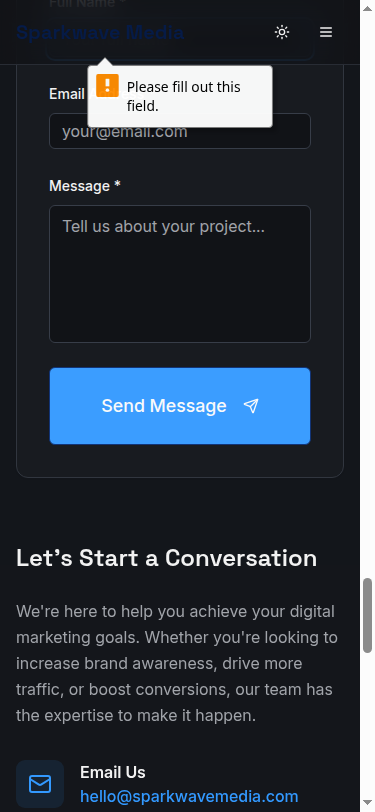 Full Name *
Sparkwave Media
Please fill out this
field.
Email
your@email.com
Message *
Tell us about your project...
Send Message
Let's Start a Conversation
We're here to help you achieve your digital
marketing goals. Whether you're looking to
increase brand awareness, drive more
traffic, or boost conversions, our team has
the expertise to make it happen.
Email Us
hello@sparkwavemedia.com